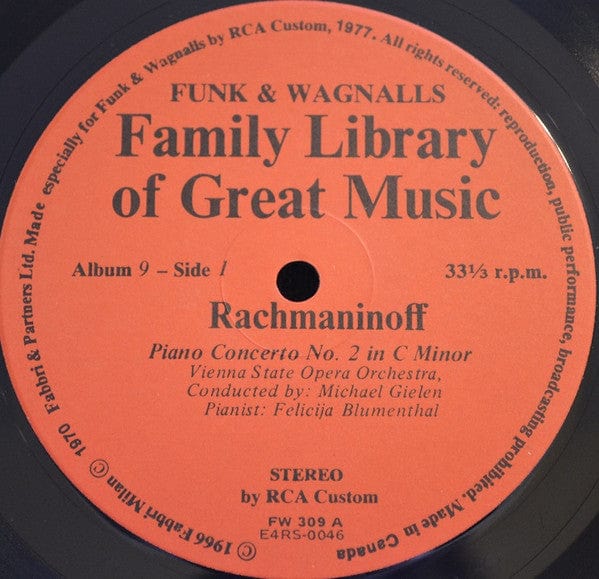 FUNK & WAGNALLS
Family Library
of Great Music
Album 9 – Side 1
33⅓ r.p.m.
Rachmaninoff
Piano Concerto No. 2 in C Minor
Vienna State Opera Orchestra,
Conducted by: Michael Gielen
Pianist: Felicija Blumenthal
STEREO
by RCA Custom
FW 309 A
E4RS-0046
© 1966 Fabbri Milan © 1970 Fabbri & Partners Ltd. Made especially for Funk & Wagnalls by RCA Custom, 1977. All rights reserved: reproduction, public performance, broadcasting prohibited. Made in Canada